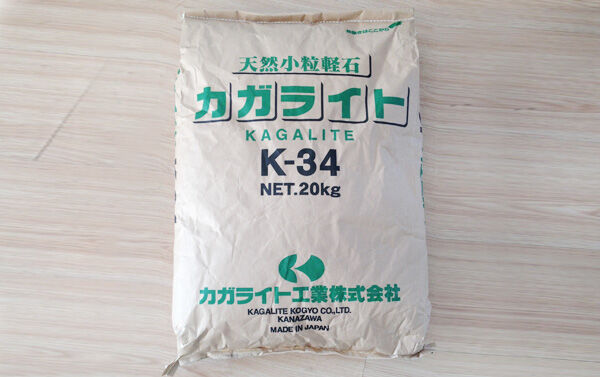 天然小粒軽石
カガライト
KAGALITE
K-34
NET.20kg
カガライト工業株式会社
KAGALITE KOGYO CO.,LTD.
KANAZAWA
MADE IN JAPAN